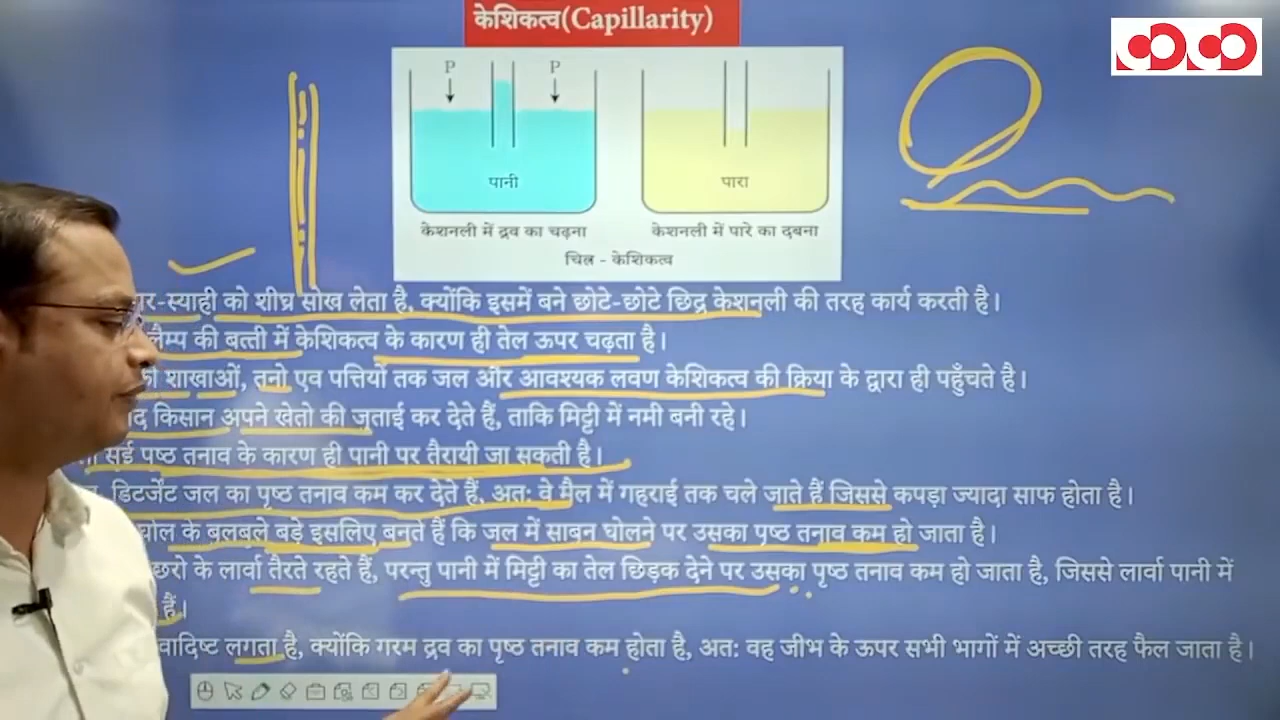 केशिकत्व(Capillarity)
P P
पानी पारा
केशनली में द्रव का चढ़ना केशनली में पारे का दबना
चित्र - केशिकत्व
को शीघ्र सोख लेता है, क्योंकि इसमें बने छोटे-छोटे छिद्र केशनली की तरह कार्य करती है।
लैम्प की बत्ती में केशिकत्व के कारण ही तेल ऊपर चढ़ता है।
शाखाओं, तनो एव पत्तियों तक जल और आवश्यक लवण केशिकत्व की क्रिया के द्वारा ही पहुँचते है।
किसान अपने खेतो की जुताई कर देते हैं, ताकि मिट्टी में नमी बनी रहे।
सुई पृष्ठ तनाव के कारण ही पानी पर तैरायी जा सकती है।
डिटर्जेंट जल का पृष्ठ तनाव कम कर देते हैं, अत: वे मैल में गहराई तक चले जाते हैं जिससे कपड़ा ज्यादा साफ होता है।
के बुलबुले बड़े इसलिए बनते हैं कि जल में साबुन घोलने पर उसका पृष्ठ तनाव कम हो जाता है।
के लार्वा तैरते रहते हैं, परन्तु पानी में मिट्टी का तेल छिड़क देने पर उसका पृष्ठ तनाव कम हो जाता है, जिससे लार्वा पानी में
हैं।
लगता है, क्योंकि गरम द्रव का पृष्ठ तनाव कम होता है, अत: वह जीभ के ऊपर सभी भागों में अच्छी तरह फैल जाता है।